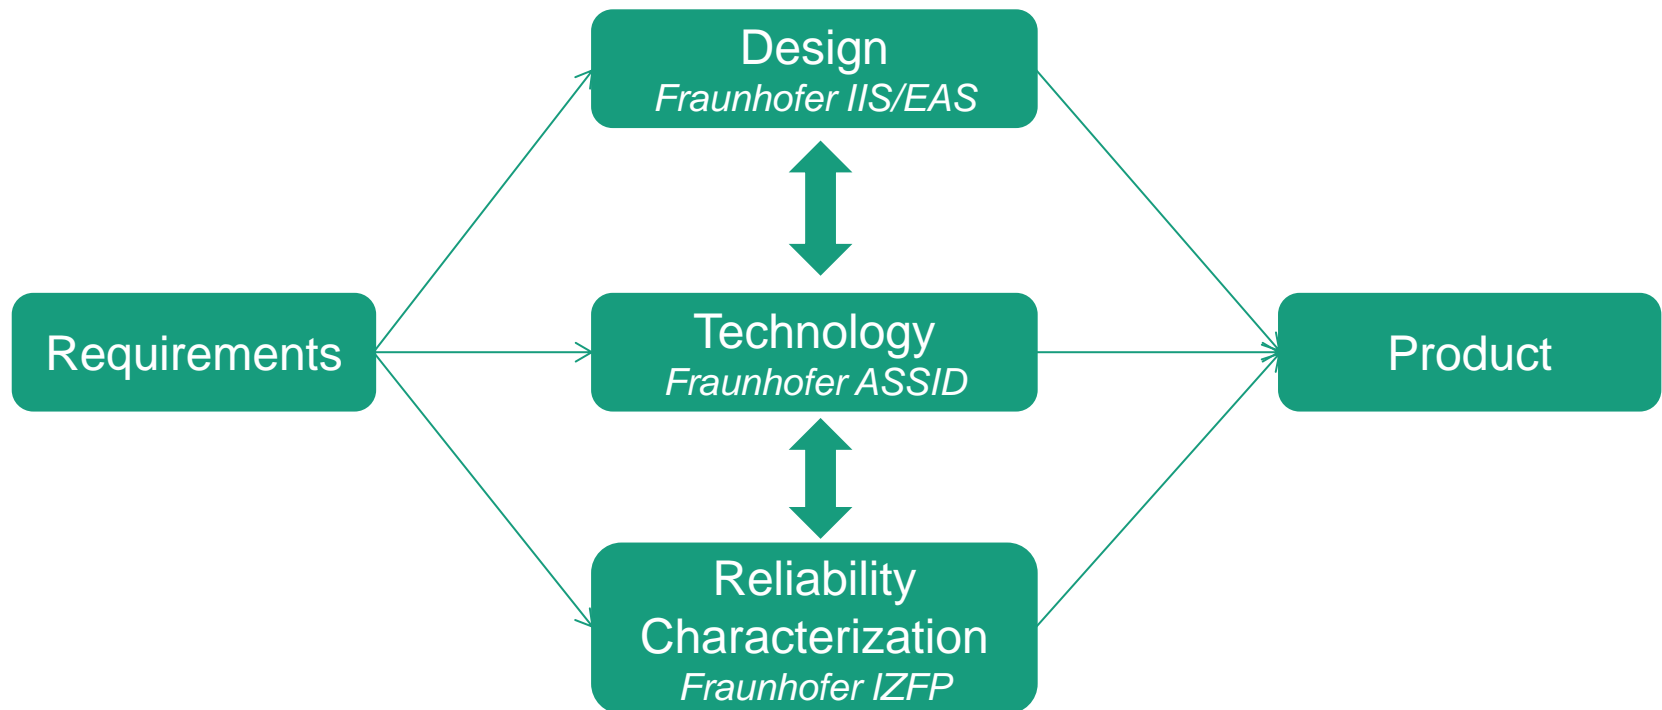 Design
Fraunhofer IIS/EAS
Requirements
Technology
Fraunhofer ASSID
Product
Reliability
Characterization
Fraunhofer IZFP